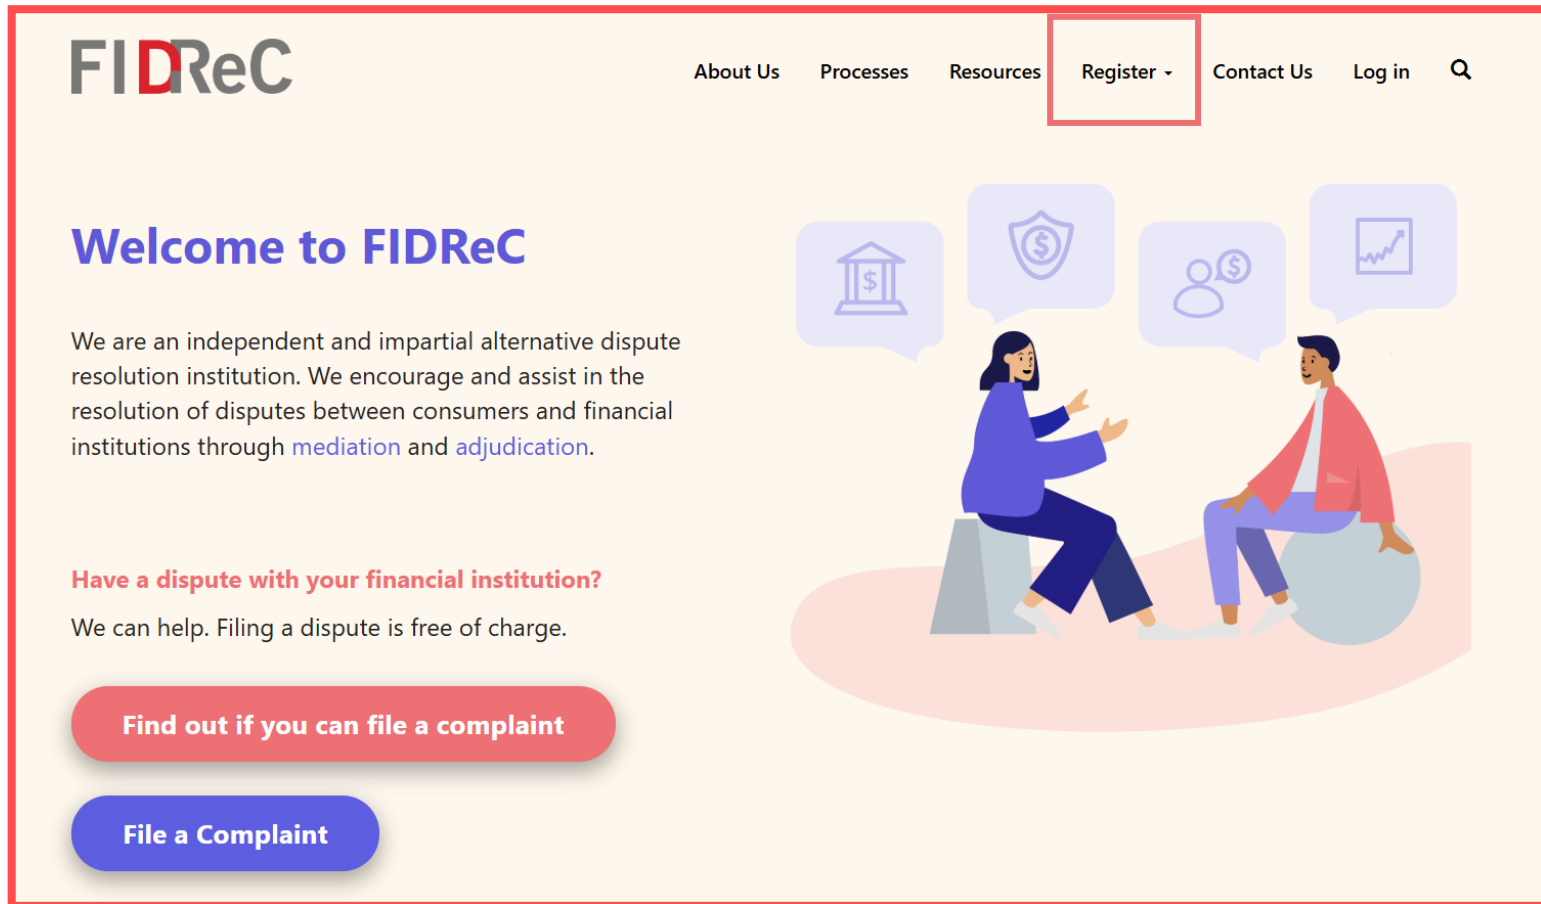 FIDReC
About Us Processes Resources Register Contact Us Log in
Welcome to FIDReC
We are an independent and impartial alternative dispute
resolution institution. We encourage and assist in the
resolution of disputes between consumers and financial
institutions through mediation and adjudication.
Have a dispute with your financial institution?
We can help. Filing a dispute is free of charge.
Find out if you can file a complaint
File a Complaint
$
$
$